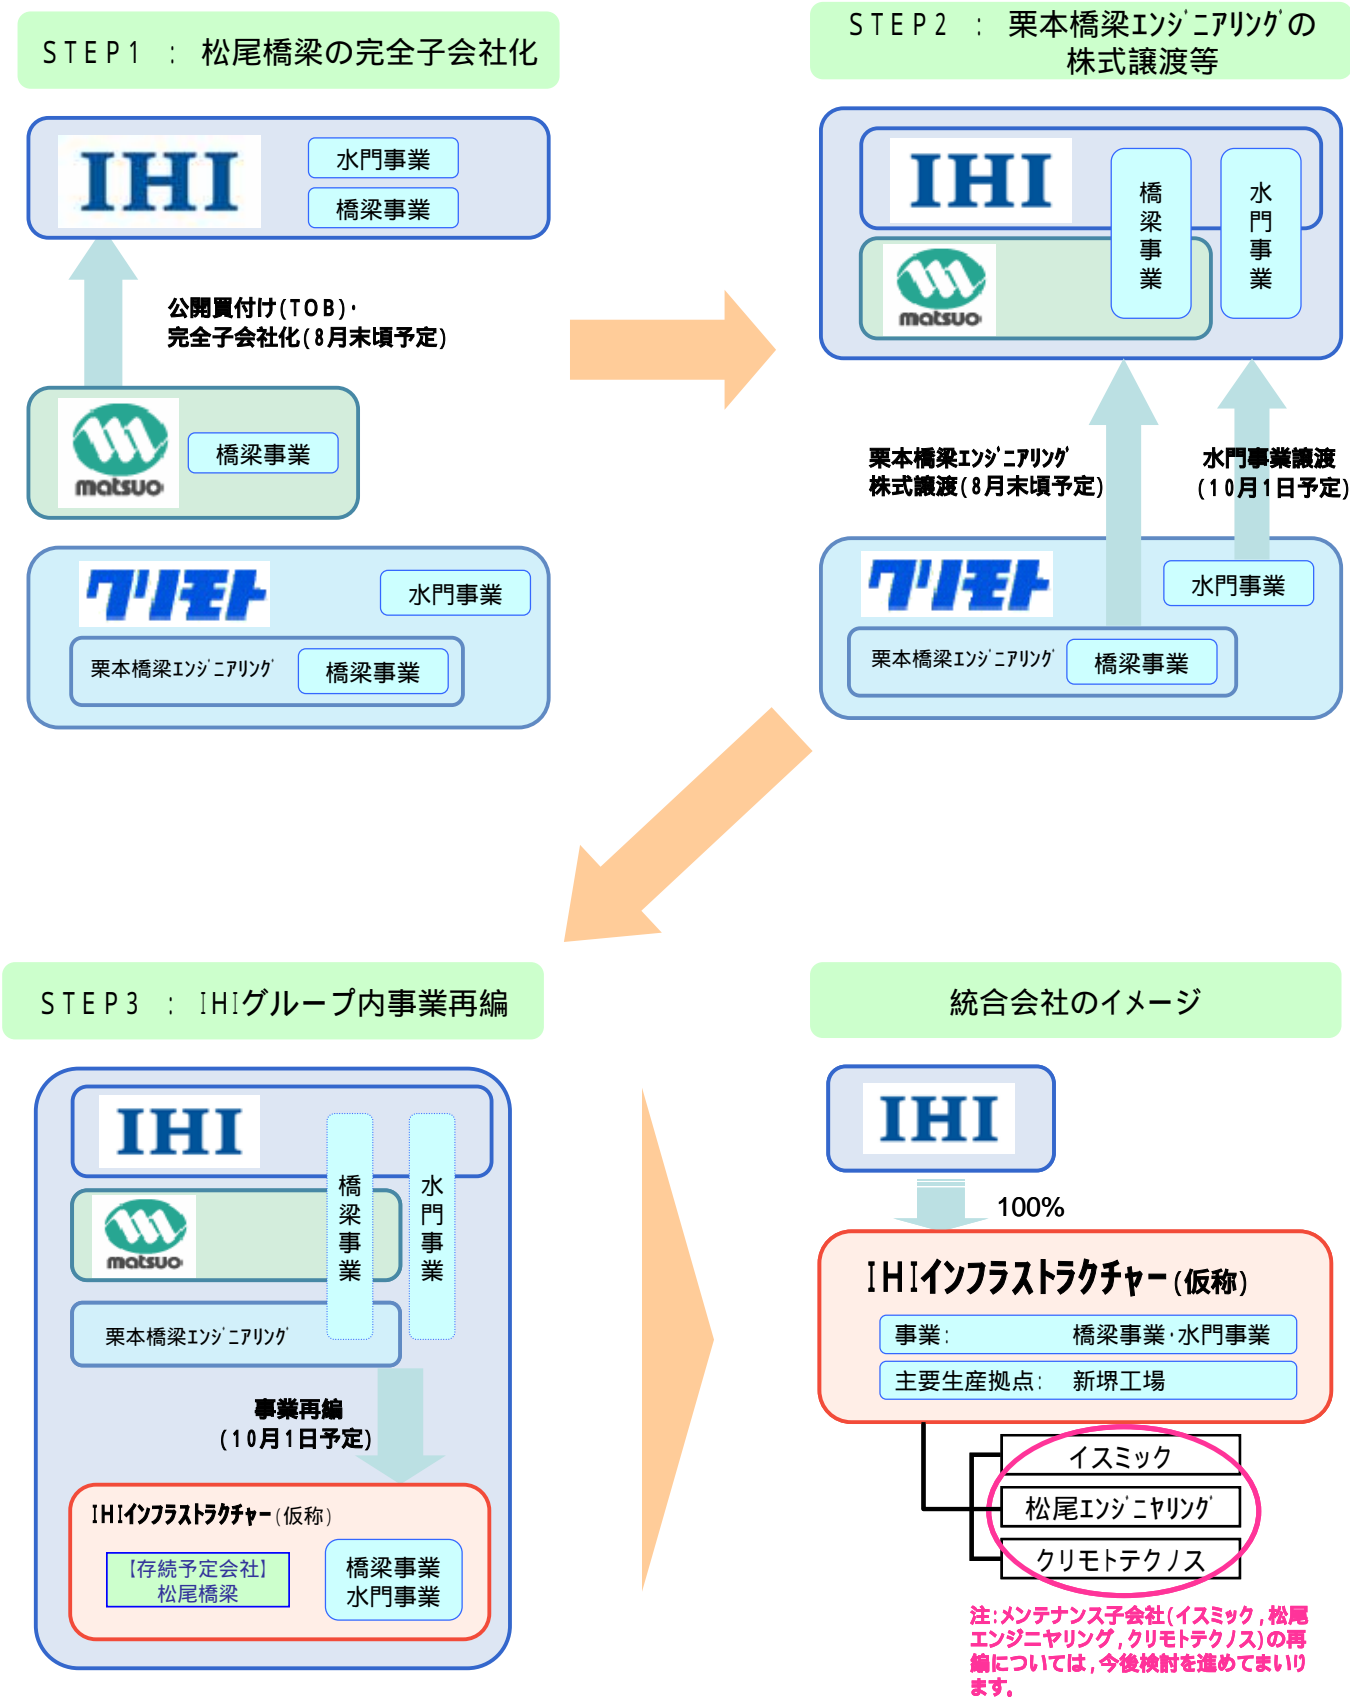 STEP1 : 松尾橋梁の完全子会社化
IHI
水門事業
橋梁事業
公開買付け(TOB)・
完全子会社化(8月末頃予定)
matsuo
橋梁事業
クリモト
水門事業
栗本橋梁ｴﾝｼﾞﾆｱﾘﾝｸﾞ
橋梁事業
STEP2 : 栗本橋梁ｴﾝｼﾞﾆｱﾘﾝｸﾞの
株式譲渡等
IHI
matsuo
橋梁事業
水門事業
栗本橋梁ｴﾝｼﾞﾆｱﾘﾝｸﾞ
株式譲渡(8月末頃予定)
水門事業譲渡
(10月1日予定)
クリモト
水門事業
栗本橋梁ｴﾝｼﾞﾆｱﾘﾝｸﾞ
橋梁事業
STEP3 : IHIグループ内事業再編
IHI
matsuo
栗本橋梁ｴﾝｼﾞﾆｱﾘﾝｸﾞ
橋梁事業
水門事業
事業再編
(10月1日予定)
IHIインフラストラクチャー(仮称)
【存続予定会社】
松尾橋梁
橋梁事業
水門事業
統合会社のイメージ
IHI
100%
IHIインフラストラクチャー(仮称)
事業: 橋梁事業・水門事業
主要生産拠点: 新堺工場
イスミック
松尾ｴﾝｼﾞﾆﾔﾘﾝｸﾞ
クリモトテクノス
注:メンテナンス子会社(イスミック,松尾
エンジニヤリング,クリモトテクノス)の再
編については,今後検討を進めてまいり
ます。